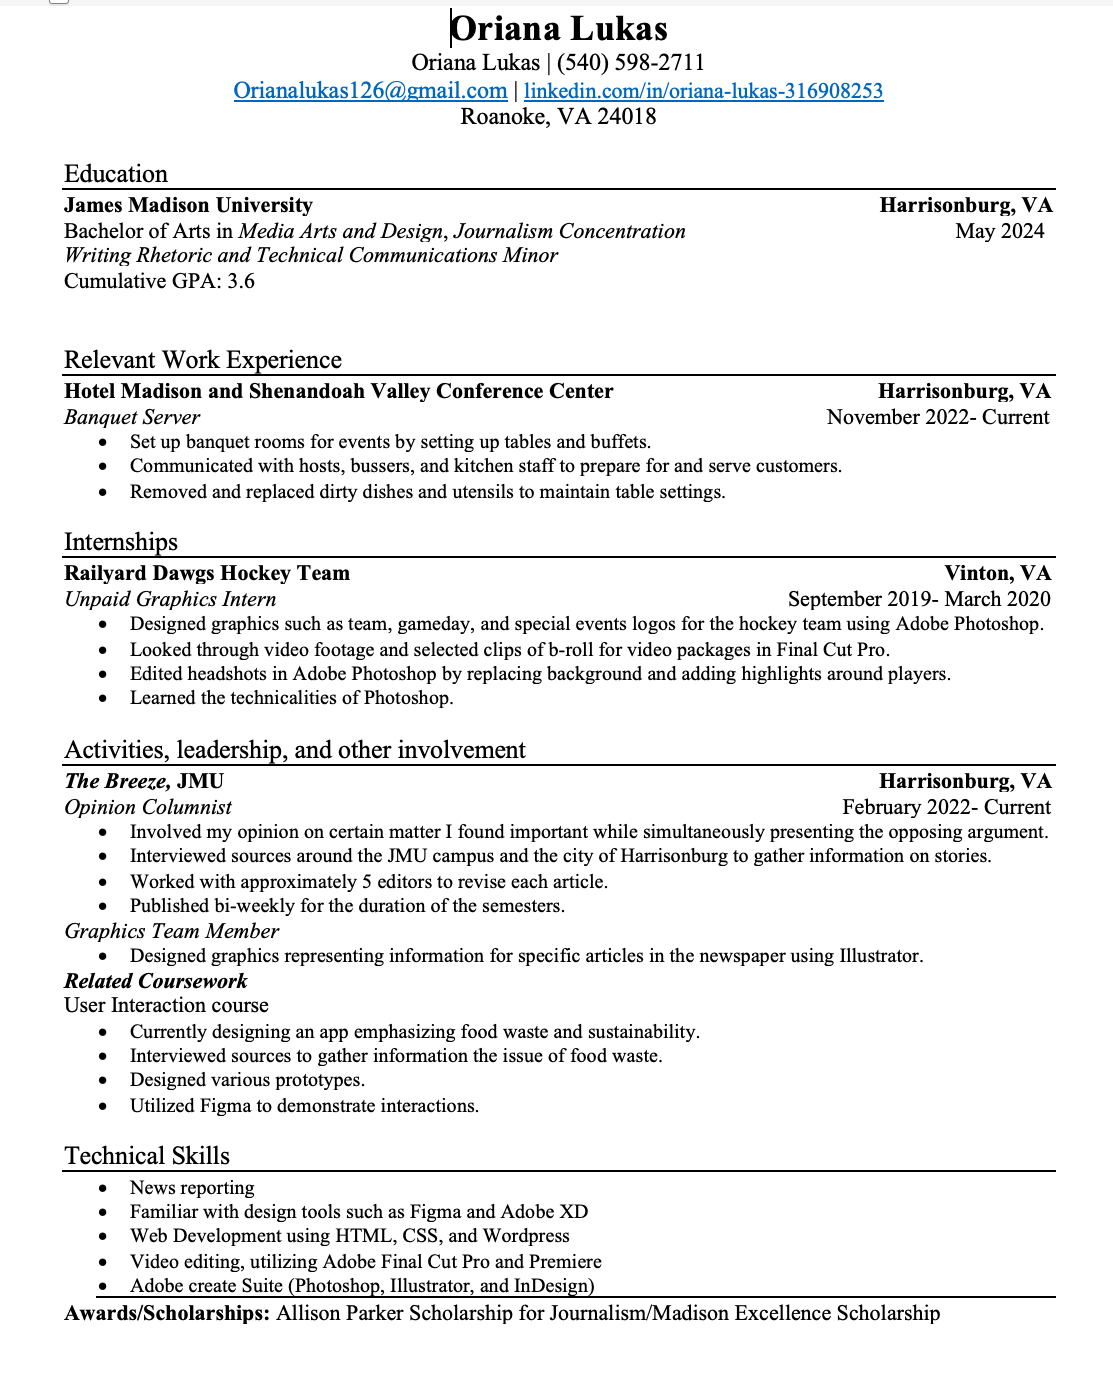 Oriana Lukas
Oriana Lukas | (540) 598-2711
Orianalukas126@gmail.com | linkedin.com/in/oriana-lukas-316908253
Roanoke, VA 24018
Education
James Madison University Harrisonburg, VA
Bachelor of Arts in Media Arts and Design, Journalism Concentration May 2024
Writing Rhetoric and Technical Communications Minor
Cumulative GPA: 3.6
Relevant Work Experience
Hotel Madison and Shenandoah Valley Conference Center Harrisonburg, VA
Banquet Server November 2022- Current
• Set up banquet rooms for events by setting up tables and buffets.
• Communicated with hosts, bussers, and kitchen staff to prepare for and serve customers.
• Removed and replaced dirty dishes and utensils to maintain table settings.
Internships
Railyard Dawgs Hockey Team Vinton, VA
Unpaid Graphics Intern September 2019- March 2020
• Designed graphics such as team, gameday, and special events logos for the hockey team using Adobe Photoshop.
• Looked through video footage and selected clips of b-roll for video packages in Final Cut Pro.
• Edited headshots in Adobe Photoshop by replacing background and adding highlights around players.
• Learned the technicalities of Photoshop.
Activities, leadership, and other involvement
The Breeze, JMU Harrisonburg, VA
Opinion Columnist February 2022- Current
• Involved my opinion on certain matter I found important while simultaneously presenting the opposing argument.
• Interviewed sources around the JMU campus and the city of Harrisonburg to gather information on stories.
• Worked with approximately 5 editors to revise each article.
• Published bi-weekly for the duration of the semesters.
Graphics Team Member
• Designed graphics representing information for specific articles in the newspaper using Illustrator.
Related Coursework
User Interaction course
• Currently designing an app emphasizing food waste and sustainability.
• Interviewed sources to gather information the issue of food waste.
• Designed various prototypes.
• Utilized Figma to demonstrate interactions.
Technical Skills
• News reporting
• Familiar with design tools such as Figma and Adobe XD
• Web Development using HTML, CSS, and Wordpress
• Video editing, utilizing Adobe Final Cut Pro and Premiere
• Adobe create Suite (Photoshop, Illustrator, and InDesign)
Awards/Scholarships: Allison Parker Scholarship for Journalism/Madison Excellence Scholarship